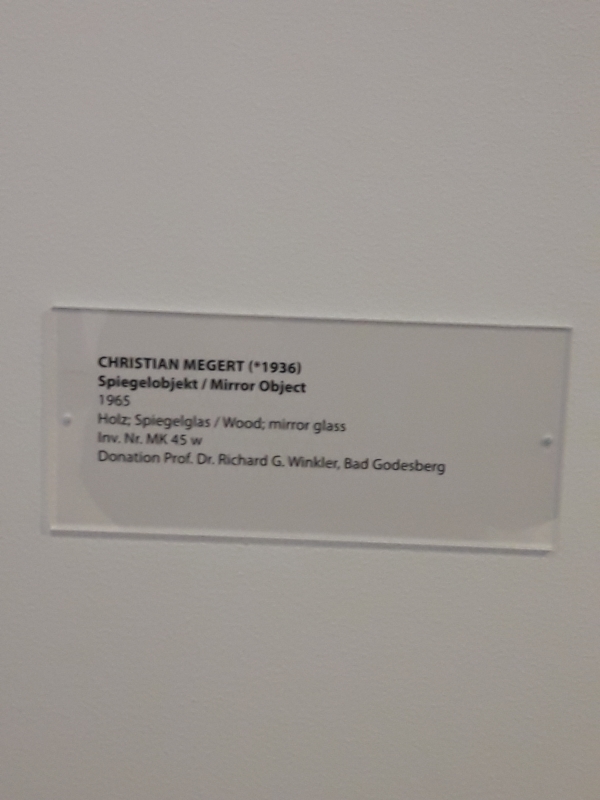 CHRISTIAN MEGERT (*1936)
Spiegelobjekt / Mirror Object
1965
Holz; Spiegelglas / Wood; mirror glass
Inv. Nr. MK 45 w
Donation Prof. Dr. Richard G. Winkler, Bad Godesberg